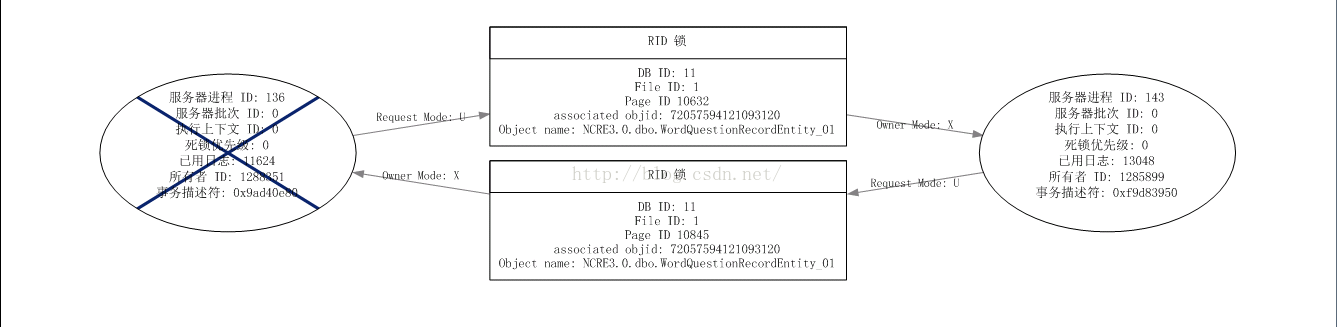 服务器进程 ID: 136
服务器批次 ID: 0
执行上下文 ID: 0
死锁优先级: 0
已用日志: 11624
所有者 ID: 1288351
事务描述符: 0x9ad40e80
Request Mode: U
Owner Mode: X
RID 锁
DB ID: 11
File ID: 1
Page ID 10632
associated objid: 72057594121093120
Object name: NCRE3.0.dbo.WordQuestionRecordEntity_01
RID 锁
http://blog.csdn.net/
DB ID: 11
File ID: 1
Page ID 10845
associated objid: 72057594121093120
Object name: NCRE3.0.dbo.WordQuestionRecordEntity_01
Owner Mode: X
Request Mode: U
服务器进程 ID: 143
服务器批次 ID: 0
执行上下文 ID: 0
死锁优先级: 0
已用日志: 13048
所有者 ID: 1285899
事务描述符: 0xf9d83950